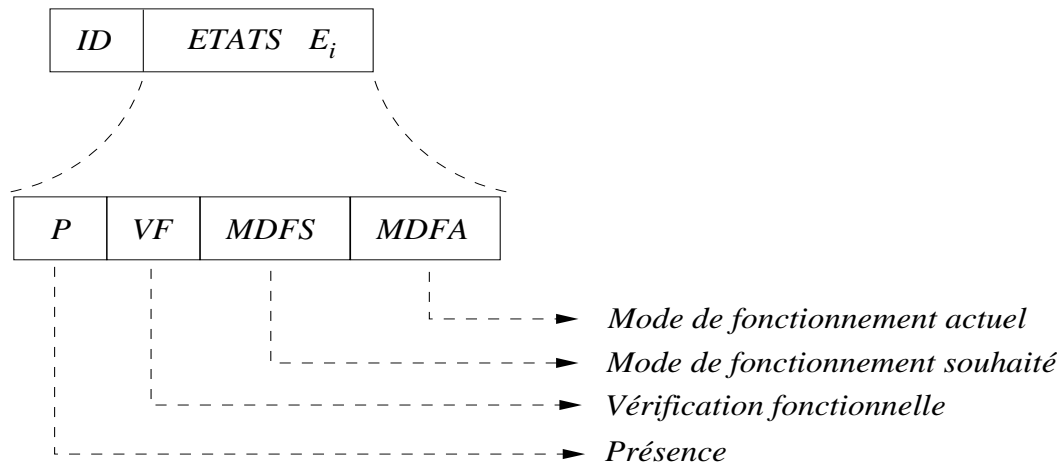 ID ETATS E_i
P VF MDFS MDFA
Mode de fonctionnement actuel
Mode de fonctionnement souhaité
Vérification fonctionnelle
Présence